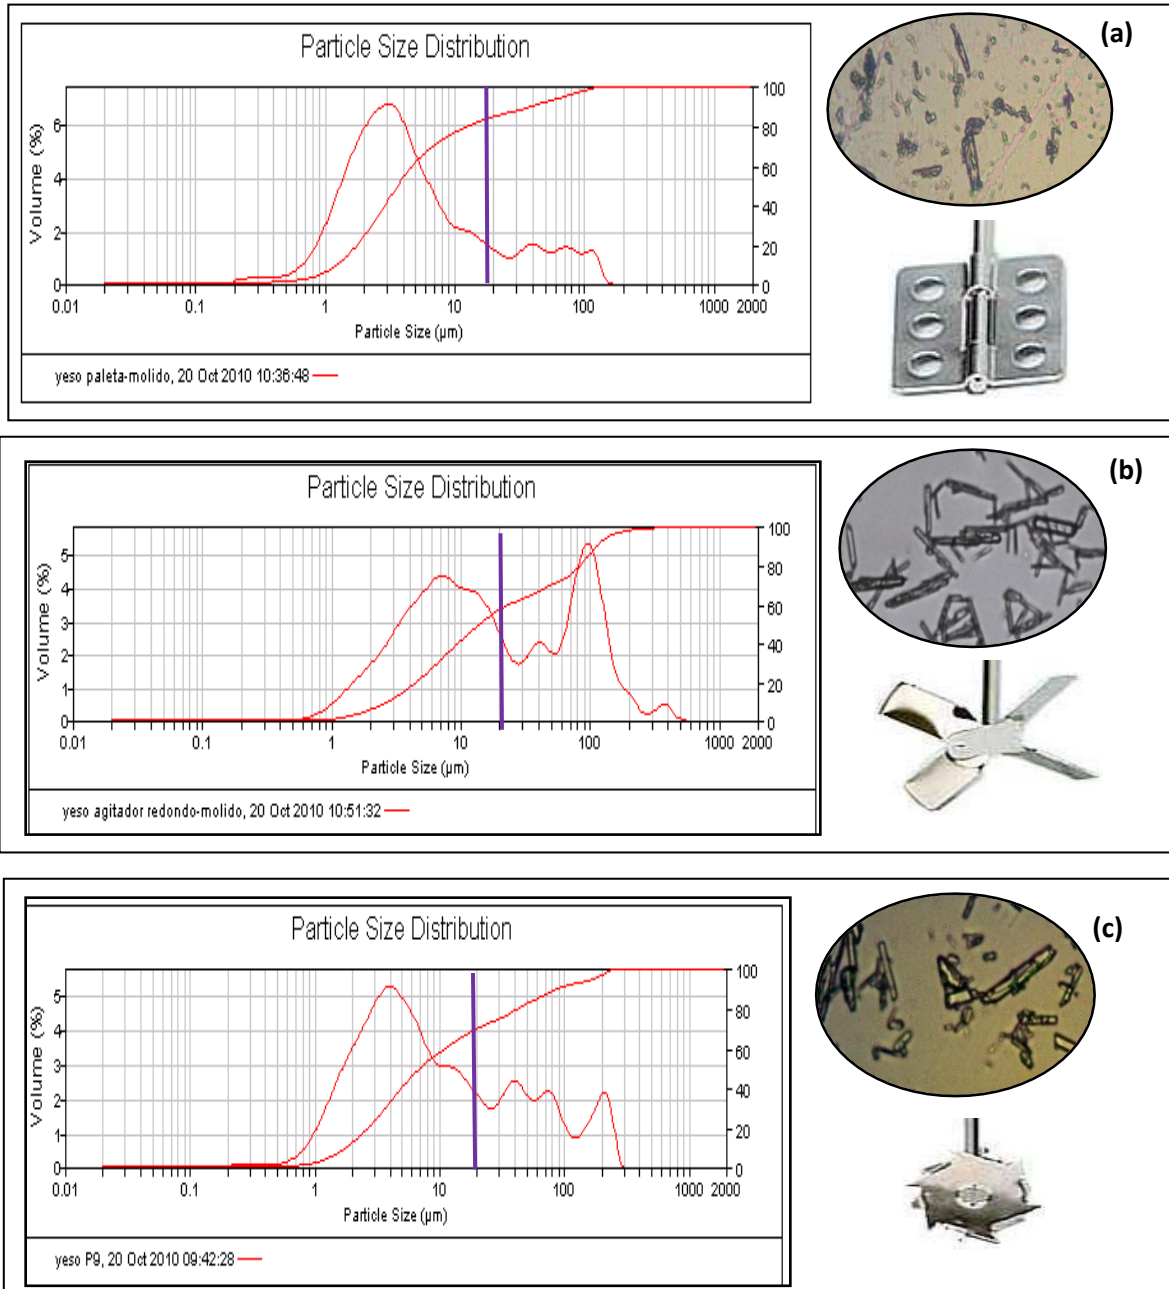 (a)
Particle Size Distribution
Volume (%)
6
4
2
0
100
80
60
40
20
0
0.01 0.1 1 10 100 1000 2000
Particle Size (µm)
yeso paleta-molido, 20 Oct 2010 10:36:48
(b)
Particle Size Distribution
Volume (%)
5
4
3
2
1
0
100
80
60
40
20
0
0.01 0.1 1 10 100 1000 2000
Particle Size (µm)
yeso agitador redondo-molido, 20 Oct 2010 10:51:32
(c)
Particle Size Distribution
Volume (%)
5
4
3
2
1
0
100
80
60
40
20
0
0.01 0.1 1 10 100 1000 2000
Particle Size (µm)
yeso P9, 20 Oct 2010 09:42:28